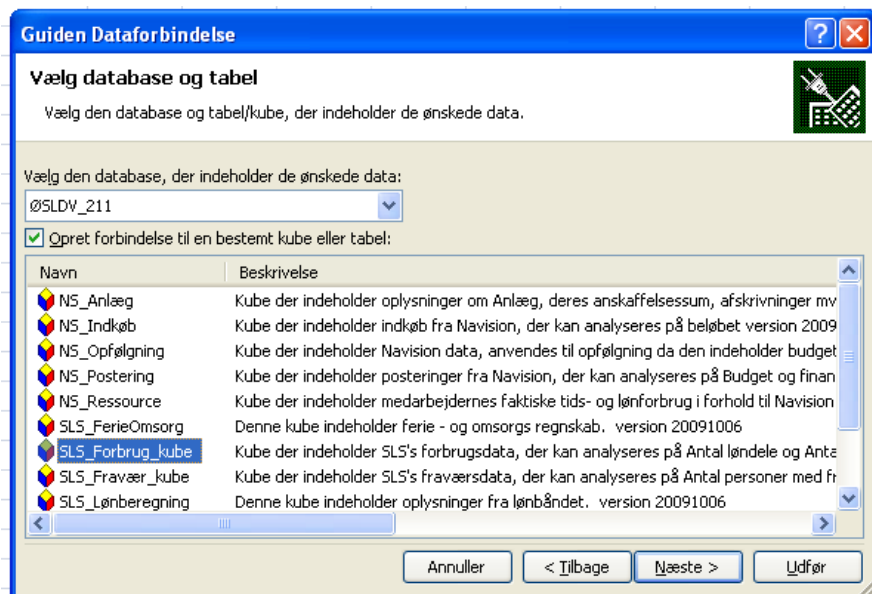 Guiden Dataforbindelse
Vælg database og tabel
Vælg den database og tabel/kube, der indeholder de ønskede data.
Vælg den database, der indeholder de ønskede data:
ØSLDV_211
Opret forbindelse til en bestemt kube eller tabel:
Navn Beskrivelse
NS_Anlæg Kube der indeholder oplysninger om Anlæg, deres anskaffelsessum, afskrivninger mv
NS_Indkøb Kube der indeholder indkøb fra Navision, der kan analyseres på beløbet version 2009
NS_Opfølgning Kube der indeholder Navision data, anvendes til opfølgning da den indeholder budget
NS_Postering Kube der indeholder posteringer fra Navision, der kan analyseres på Budget og finan
NS_Ressource Kube der indeholder medarbejdernes faktiske tids- og lønforbrug i forhold til Navision
SLS_FerieOmsorg Denne kube indeholder ferie - og omsorgs regnskab. version 20091006
SLS_Forbrug_kube Kube der indeholder SLS's forbrugsdata, der kan analyseres på Antal løndele og Anta
SLS_Fravær_kube Kube der indeholder SLS's fraværsdata, der kan analyseres på Antal personer med fr
SLS_Lønberegning Denne kube indeholder oplysninger fra lønbåndet. version 20091006
Annuller < Tilbage Næste > Udfør